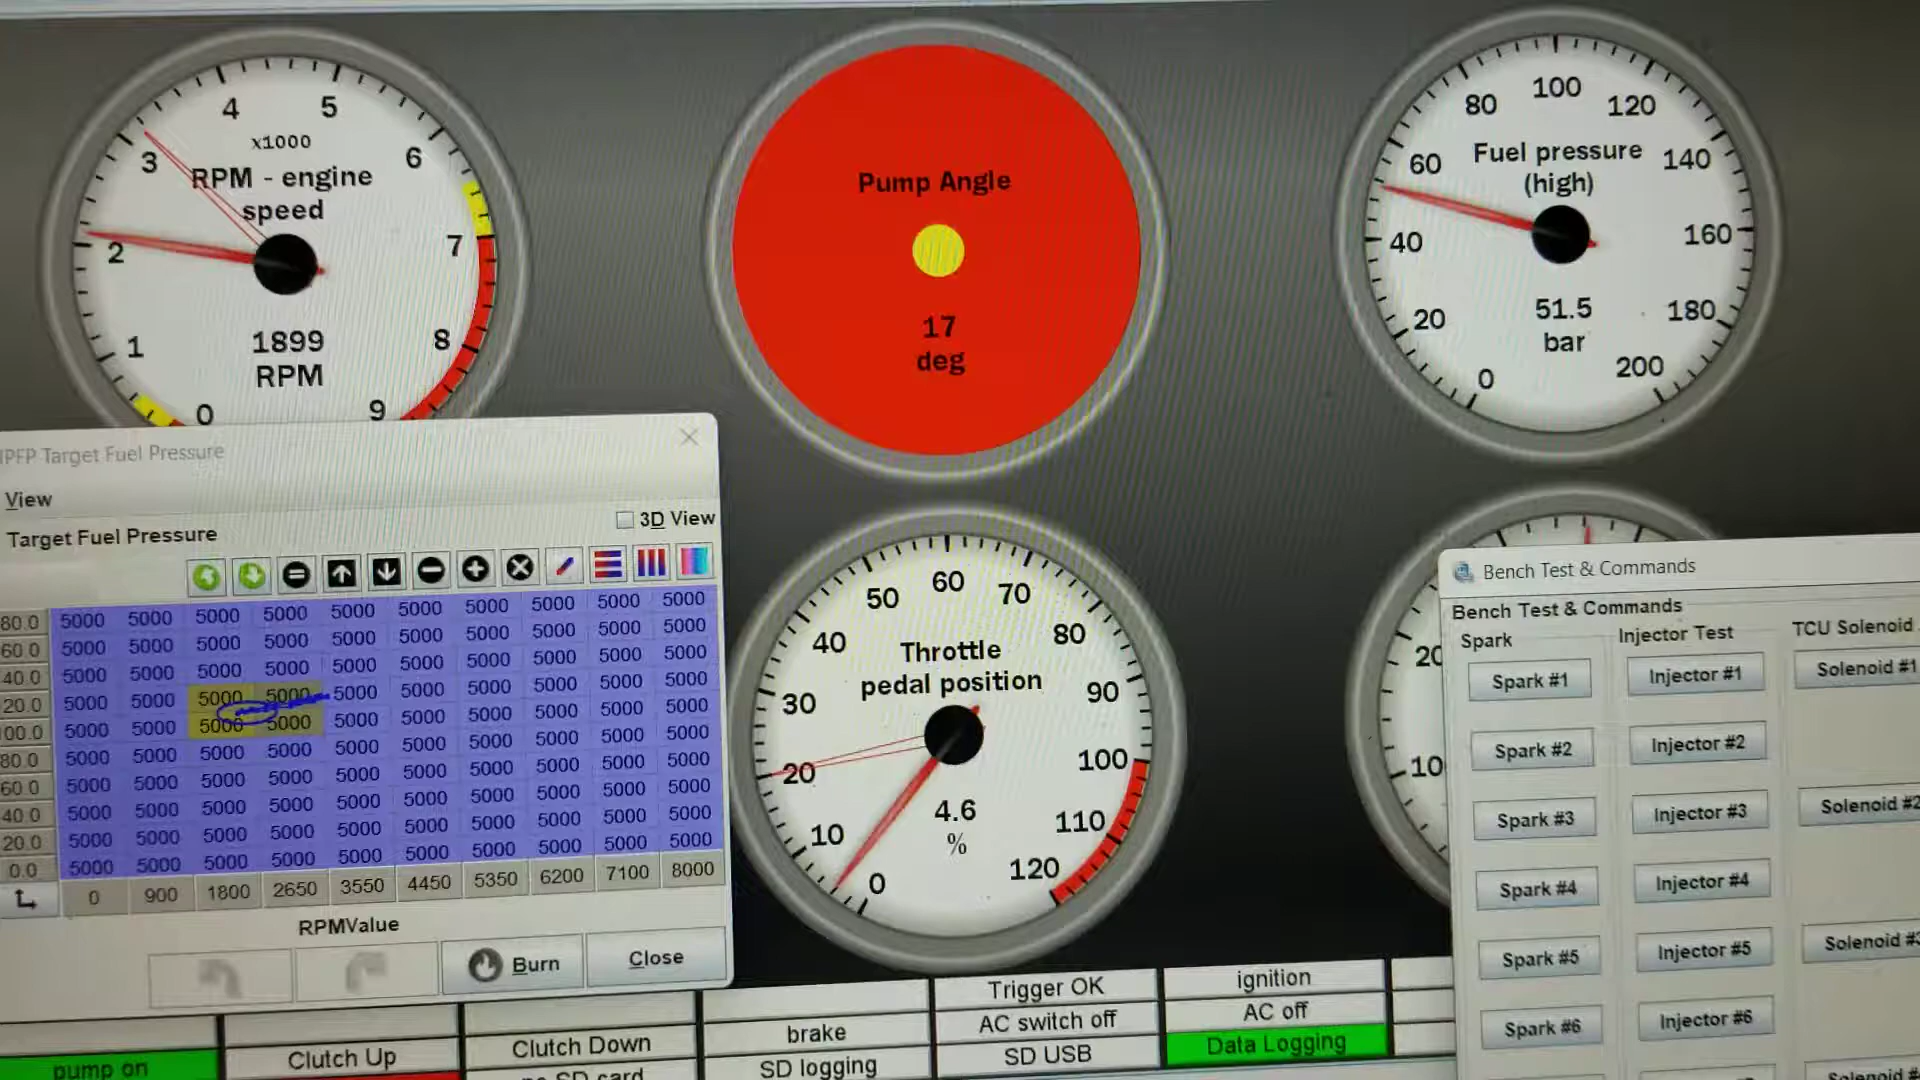 4 5
x1000
3 6
RPM - engine
speed
2 7
1899
RPM
1 8
0 9
Pump Angle
17
deg
80 100 120
60 140
Fuel pressure
(high)
40 160
51.5
bar
20 180
0 200
PFP Target Fuel Pressure
View
3D View
Target Fuel Pressure
80.0 5000 5000 5000 5000 5000 5000 5000 5000 5000 5000
60.0 5000 5000 5000 5000 5000 5000 5000 5000 5000 5000
40.0 5000 5000 5000 5000 5000 5000 5000 5000 5000 5000
20.0 5000 5000 5000 5000 5000 5000 5000 5000 5000 5000
00.0 5000 5000 5000 5000 5000 5000 5000 5000 5000 5000
80.0 5000 5000 5000 5000 5000 5000 5000 5000 5000 5000
60.0 5000 5000 5000 5000 5000 5000 5000 5000 5000 5000
40.0 5000 5000 5000 5000 5000 5000 5000 5000 5000 5000
20.0 5000 5000 5000 5000 5000 5000 5000 5000 5000 5000
0.0 5000 5000 5000 5000 5000 5000 5000 5000 5000 5000
0 900 1800 2650 3550 4450 5350 6200 7100 8000
RPMValue
Burn Close
50 60 70
40 80
Throttle
pedal position
30 90
20 100
4.6
%
10 110
0 120
20
10
Bench Test & Commands
Bench Test & Commands
Spark Injector Test TCU Solenoid
Spark #1 Injector #1 Solenoid #1
Spark #2 Injector #2
Spark #3 Injector #3 Solenoid #2
Spark #4 Injector #4
Spark #5 Injector #5 Solenoid #3
Spark #6 Injector #6
Solenoid #
pump on
Clutch Up
Clutch Down
no SD card
brake
SD logging
Trigger OK
AC switch off
SD USB
ignition
AC off
Data Logging